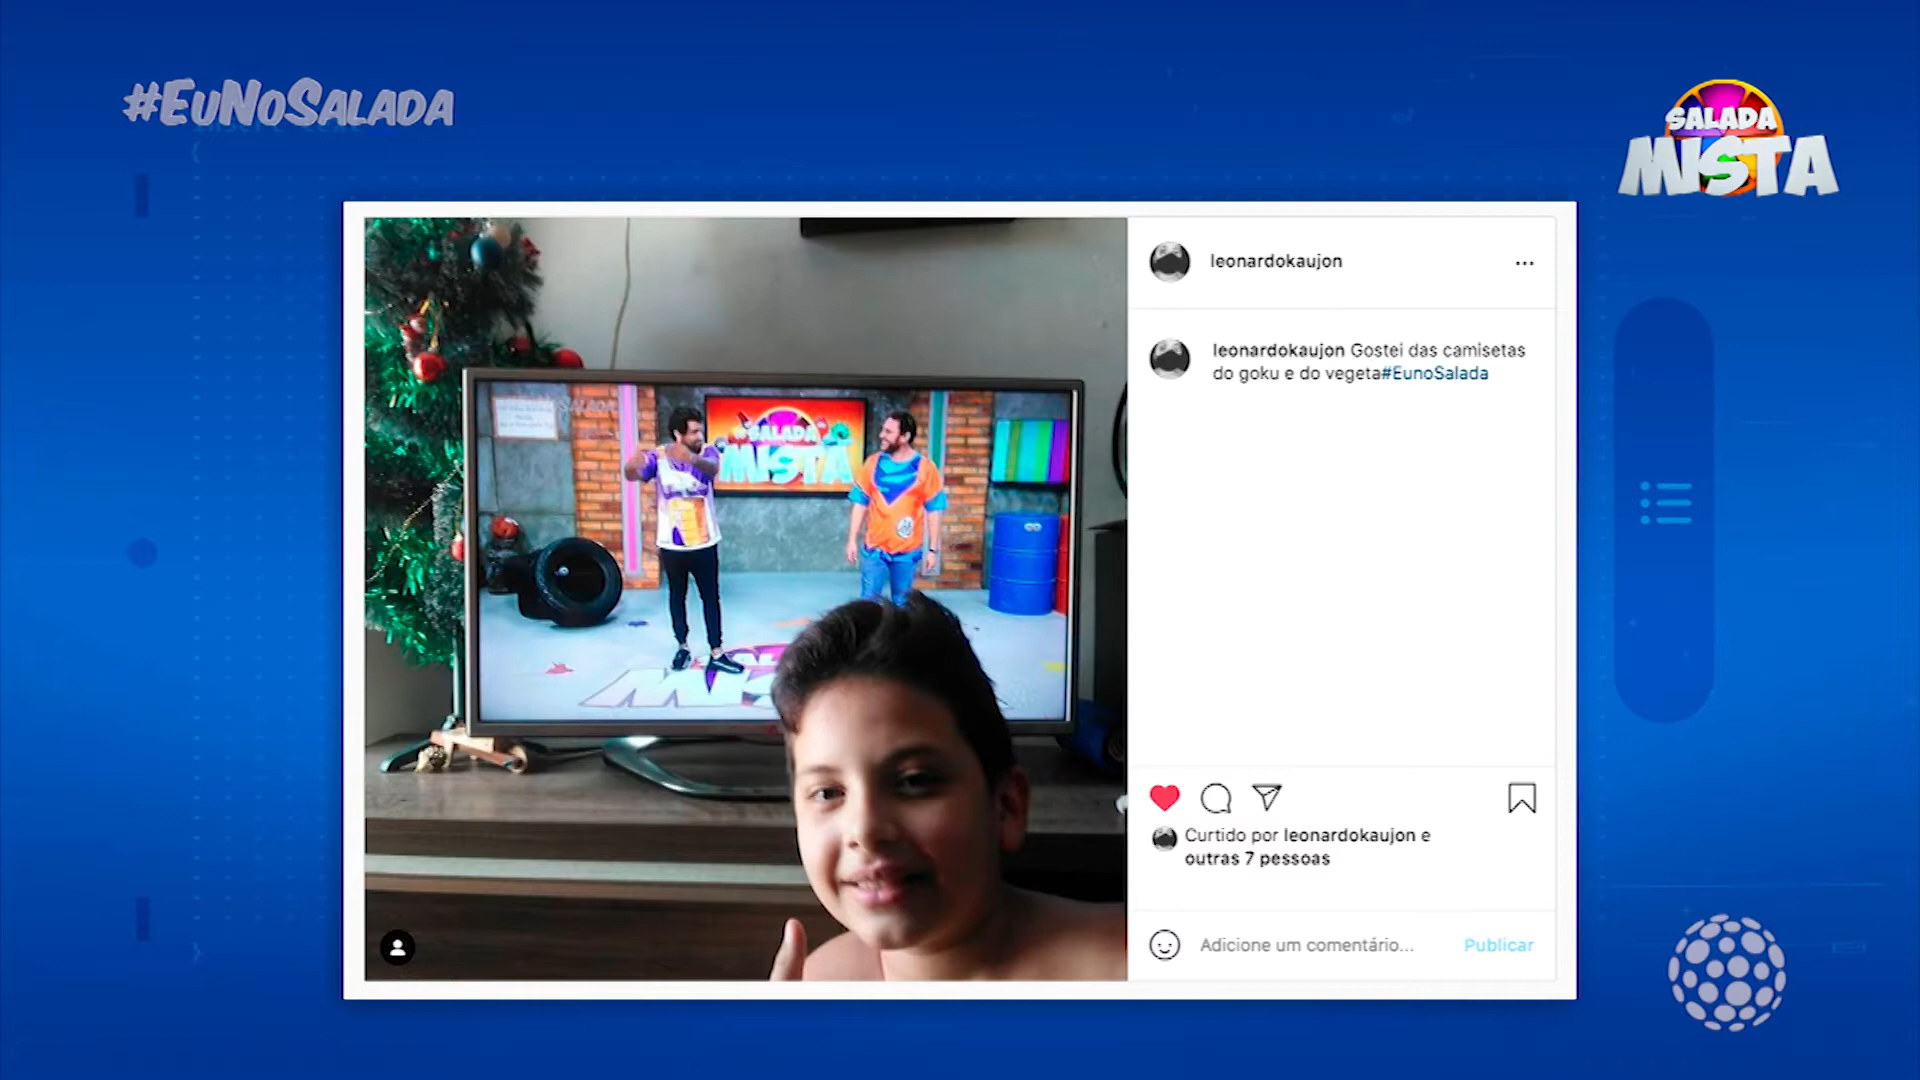 #EuNoSalada
SALADA
MISTA
leonardokaujon
leonardokaujon Gostei das camisetas
do goku e do vegeta#EunoSalada
SALADA
MISTA
Curtido por leonardokaujon e
outras 7 pessoas
Adicione um comentário...
Publicar